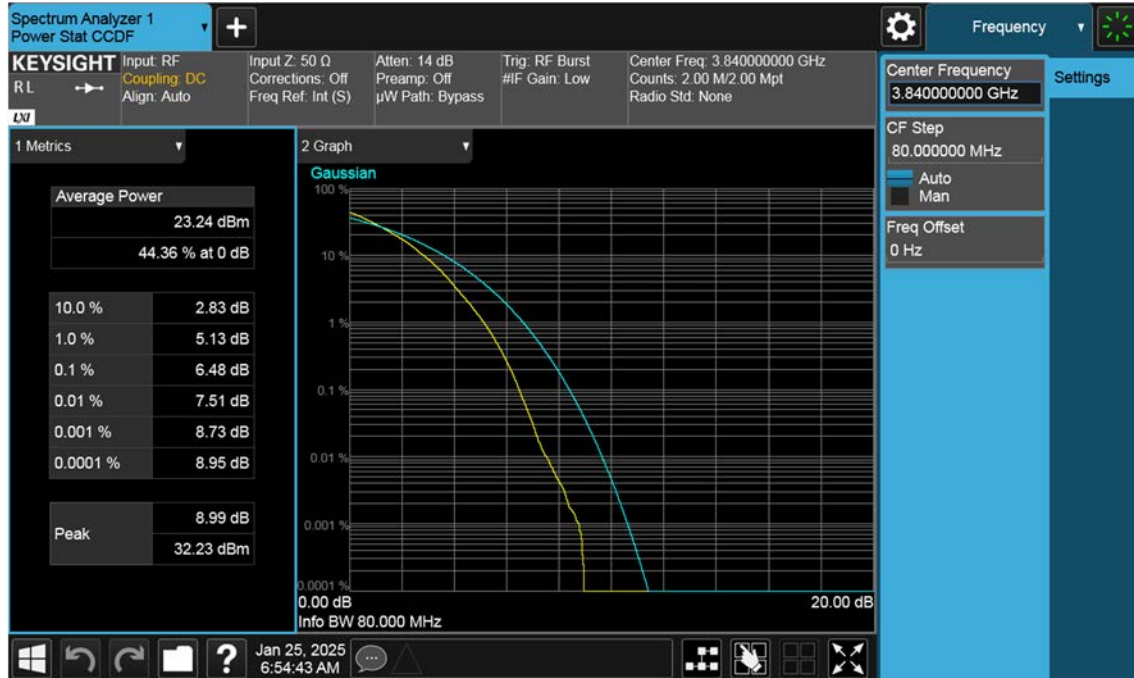 Spectrum Analyzer 1
Power Stat CCDF
Frequency
KEYSIGHT
R L
LXI
Input: RF
Coupling: DC
Align: Auto
Input Z: 50 Ω
Corrections: Off
Freq Ref: Int (S)
Atten: 14 dB
Preamp: Off
µW Path: Bypass
Trig: RF Burst
#IF Gain: Low
Center Freq: 3.840000000 GHz
Counts: 2.00 M/2.00 Mpt
Radio Std: None
Center Frequency
3.840000000 GHz
Settings
CF Step
80.000000 MHz
Auto
Man
Freq Offset
0 Hz
1 Metrics
Average Power
23.24 dBm
44.36 % at 0 dB
10.0 % 2.83 dB
1.0 % 5.13 dB
0.1 % 6.48 dB
0.01 % 7.51 dB
0.001 % 8.73 dB
0.0001 % 8.95 dB
Peak
8.99 dB
32.23 dBm
2 Graph
Gaussian
100 %
10 %
1 %
0.1 %
0.01 %
0.001 %
0.0001 %
0.00 dB 20.00 dB
Info BW 80.000 MHz
?
Jan 25, 2025
6:54:43 AM